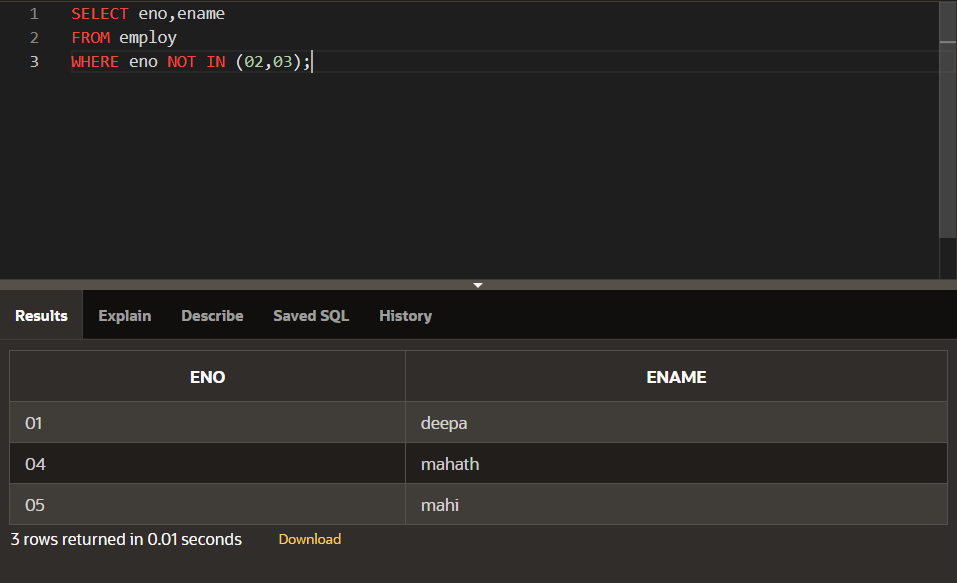 1 SELECT eno,ename
2 FROM employ
3 WHERE eno NOT IN (02,03);
Results Explain Describe Saved SQL History
ENO ENAME
01 deepa
04 mahath
05 mahi
3 rows returned in 0.01 seconds Download